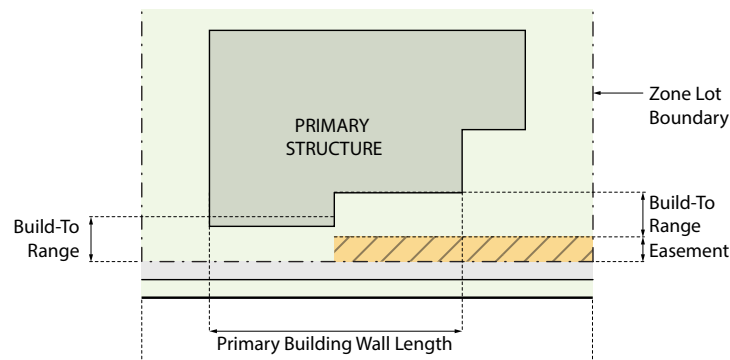 PRIMARY
STRUCTURE
Zone Lot
Boundary
Build-To
Range
Build-To
Range
Easement
Primary Building Wall Length